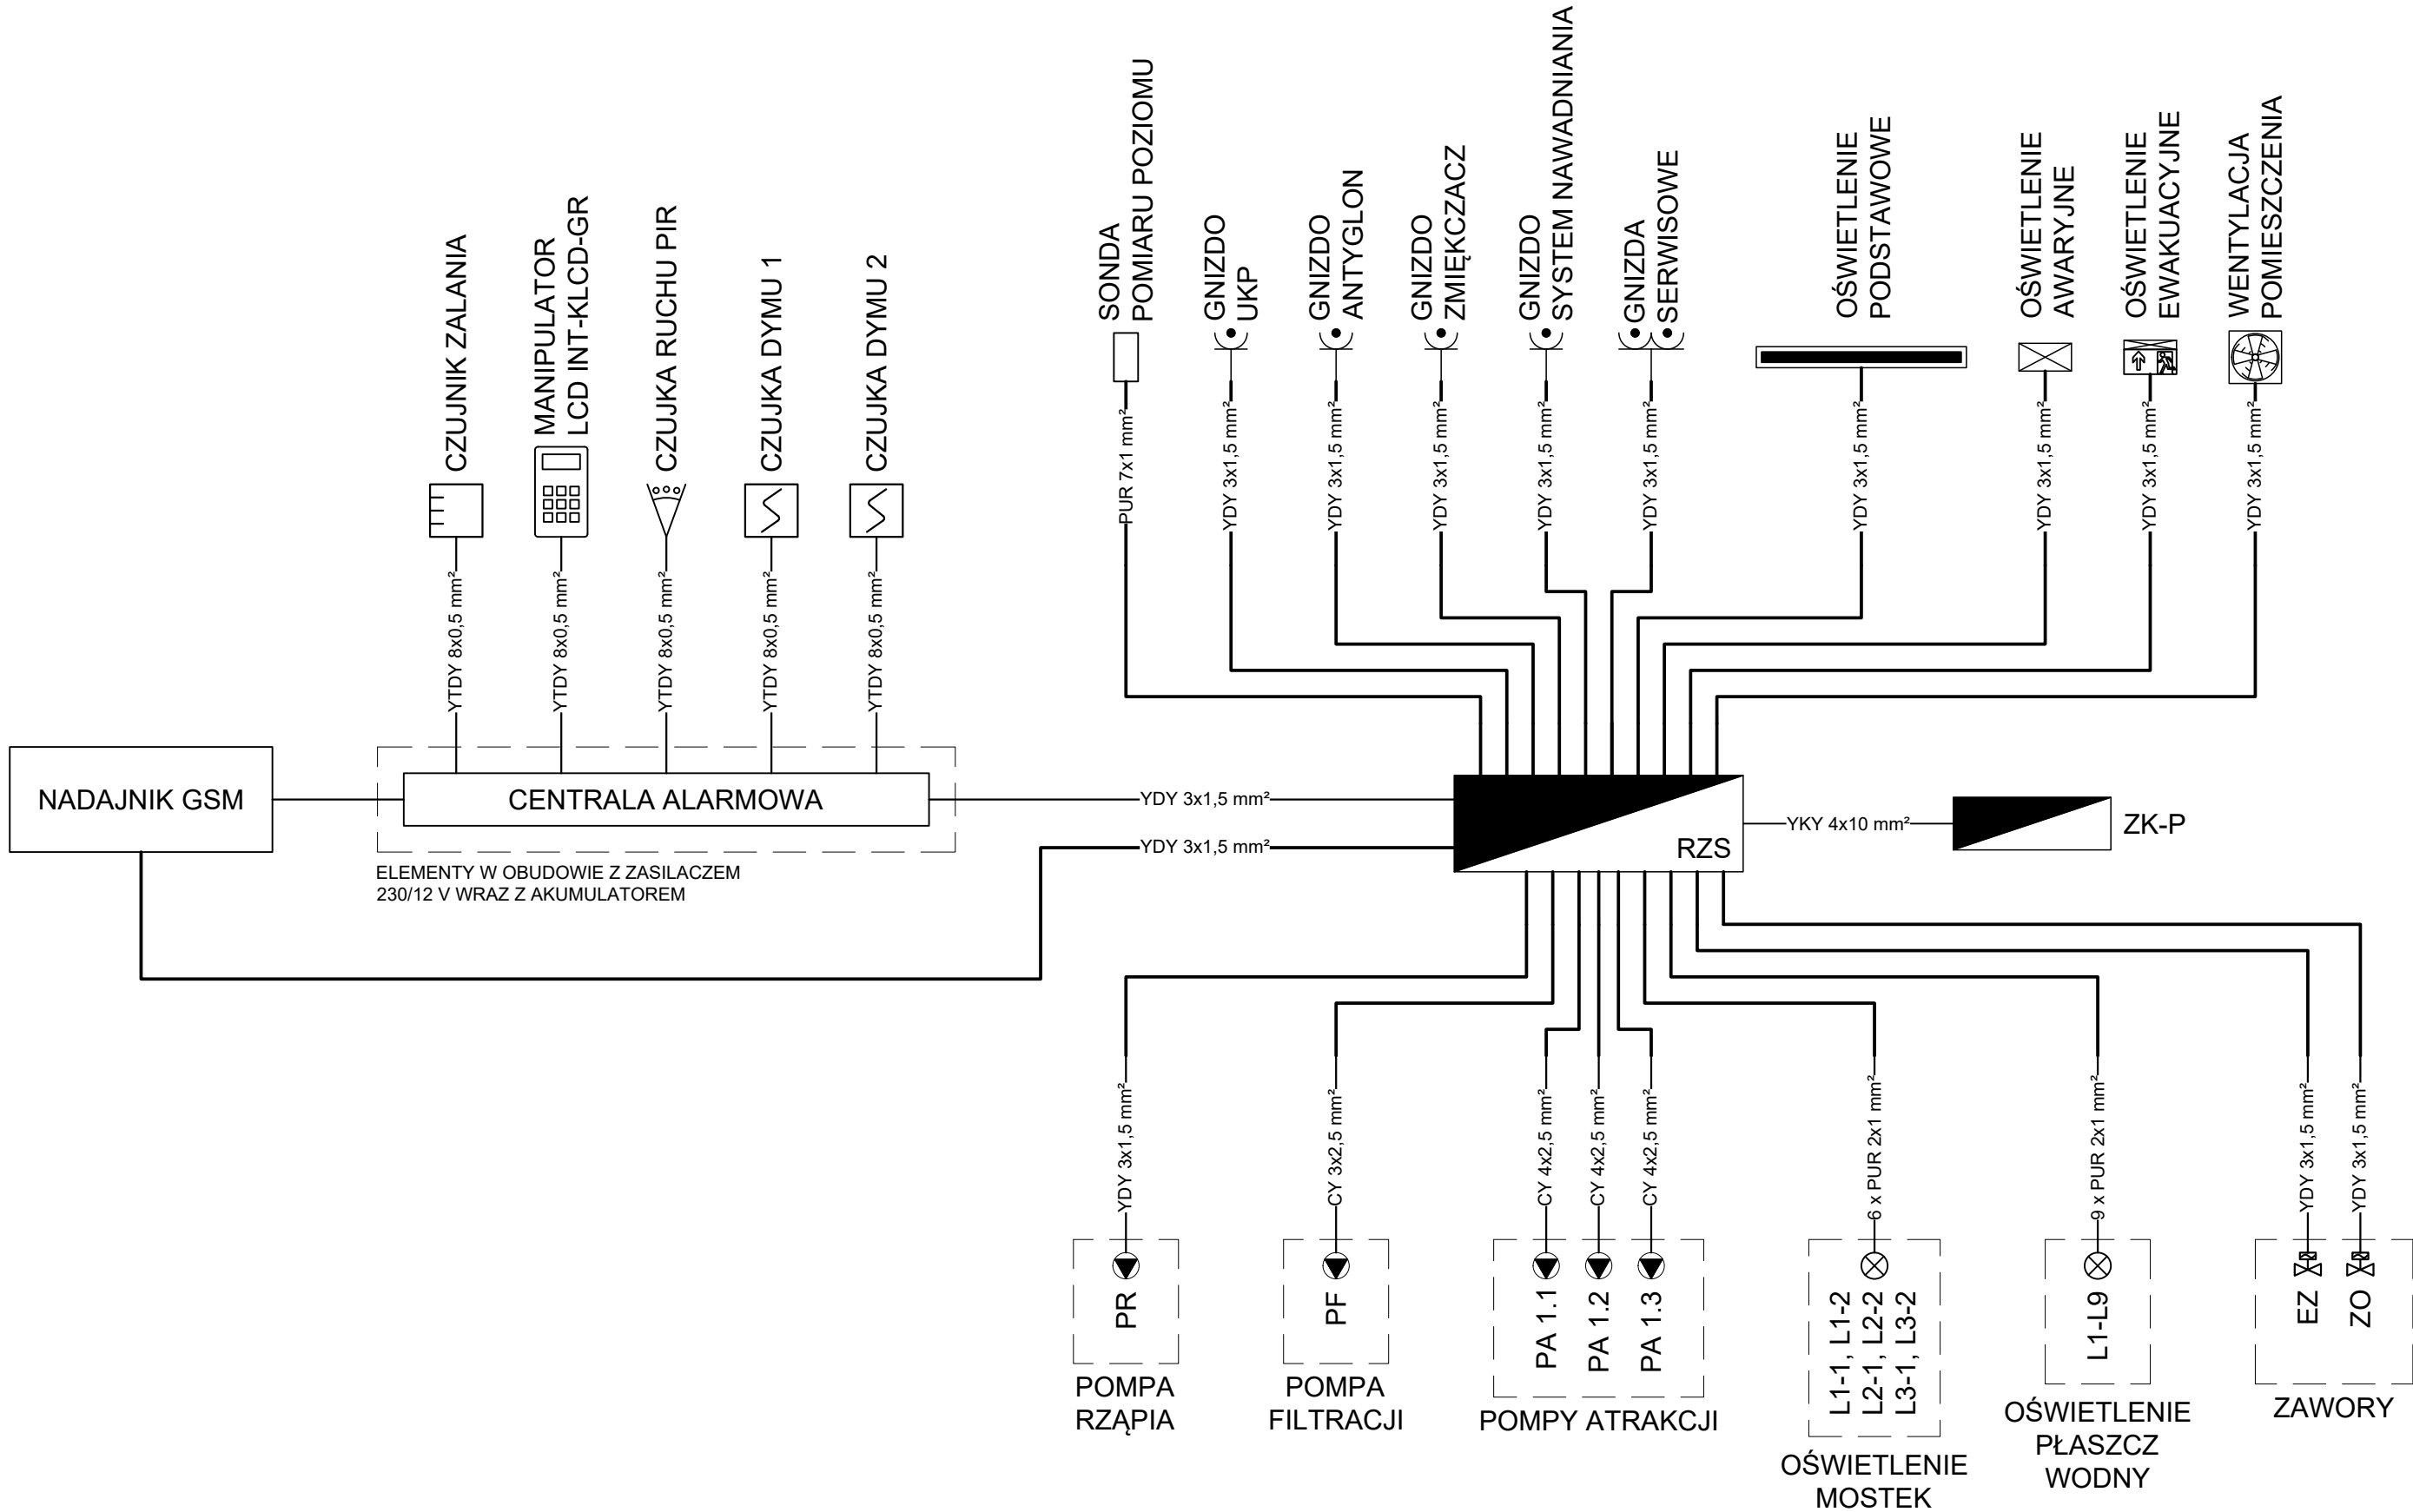 CZUJNIK ZALANIA
MANIPULATOR
LCD INT-KLCD-GR
CZUJKA RUCHU PIR
CZUJKA DYMU 1
CZUJKA DYMU 2
SONDA
POMIARU POZIOMU
GNIZDO
UKP
GNIZDO
ANTYGLON
GNIZDO
ZMIĘKCZACZ
GNIZDO
SYSTEM NAWADNIANIA
GNIZDA
SERWISOWE
OŚWIETLENIE
PODSTAWOWE
OŚWIETLENIE
AWARYJNE
OŚWIETLENIE
EWAKUACYJNE
WENTYLACJA
POMIESZCZENIA
PUR 7x1 mm²
YDY 3x1,5 mm²
YDY 3x1,5 mm²
YDY 3x1,5 mm²
YDY 3x1,5 mm²
YDY 3x1,5 mm²
YDY 3x1,5 mm²
YDY 3x1,5 mm²
YDY 3x1,5 mm²
YDY 3x1,5 mm²
YTDY 8x0,5 mm²
YTDY 8x0,5 mm²
YTDY 8x0,5 mm²
YTDY 8x0,5 mm²
YTDY 8x0,5 mm²
NADAJNIK GSM
CENTRALA ALARMOWA
YDY 3x1,5 mm²
YDY 3x1,5 mm²
RZS
YKY 4x10 mm²
ZK-P
ELEMENTY W OBUDOWIE Z ZASILACZEM
230/12 V WRAZ Z AKUMULATOREM
YDY 3x1,5 mm²
CY 3x2,5 mm²
CY 4x2,5 mm²
CY 4x2,5 mm²
CY 4x2,5 mm²
6 x PUR 2x1 mm²
9 x PUR 2x1 mm²
YDY 3x1,5 mm²
YDY 3x1,5 mm²
PR
PF
PA 1.1
PA 1.2
PA 1.3
L1-1, L1-2
L2-1, L2-2
L3-1, L3-2
L1-L9
EZ
ZO
POMPA
RZĄPIA
POMPA
FILTRACJI
POMPY ATRAKCJI
OŚWIETLENIE
MOSTEK
OŚWIETLENIE
PŁASZCZ
WODNY
ZAWORY